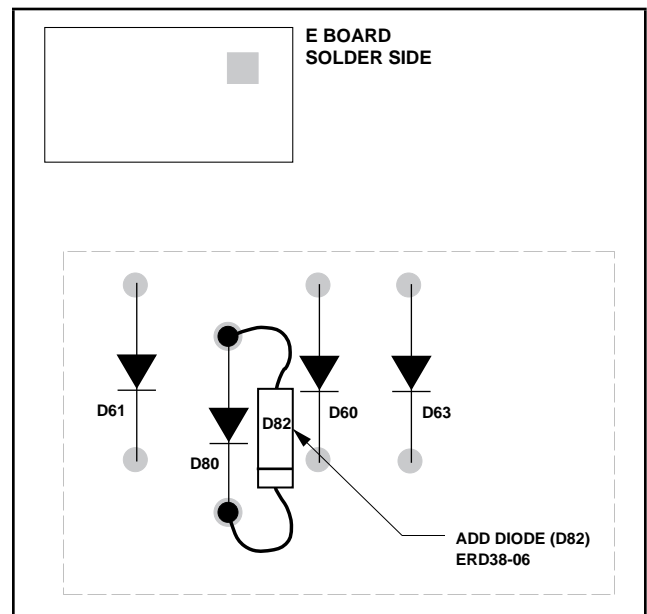 E BOARD
SOLDER SIDE
D61
D82
D60
D63
D80
ADD DIODE (D82)
ERD38-06